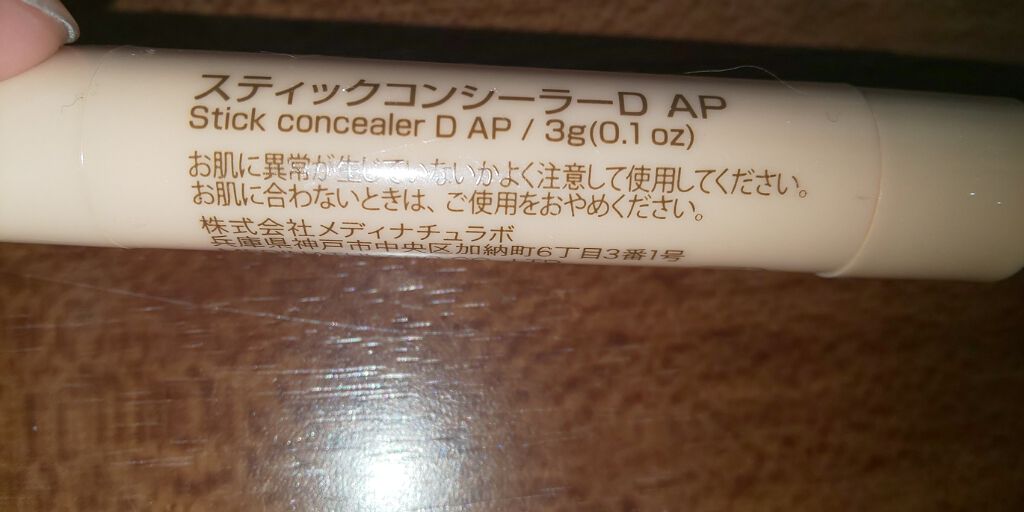 スティックコンシーラーD AP
Stick concealer D AP / 3g(0.1 oz)
お肌に異常が生じていないかよく注意して使用してください。
お肌に合わないときは、ご使用をおやめください。
株式会社メディナチュラボ
兵庫県神戸市中央区加納町6丁目3番1号